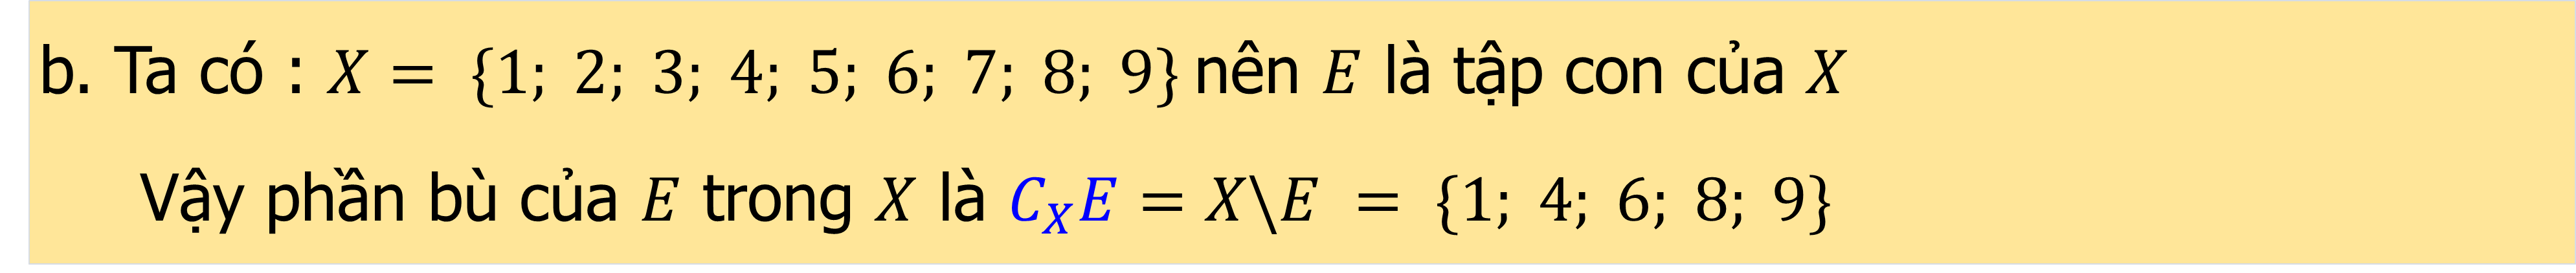 b. Ta có : X = {1; 2; 3; 4; 5; 6; 7; 8; 9} nên E là tập con của X
Vậy phần bù của E trong X là C_X E = X\E = {1; 4; 6; 8; 9}